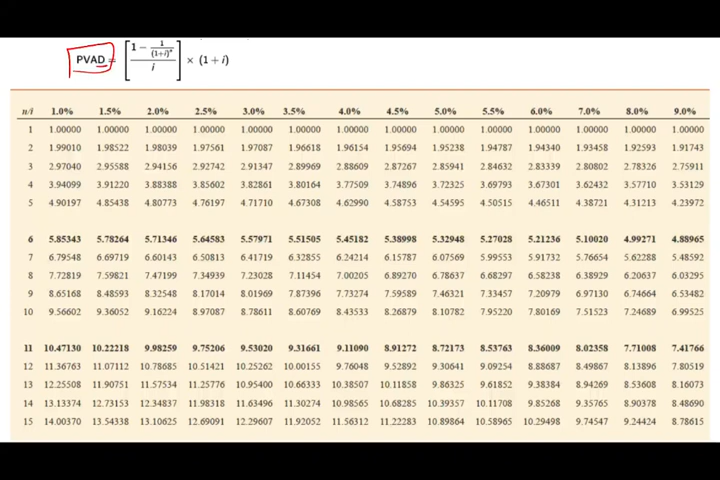 PVAD = [ 1 − 1/(1+i)ⁿ / i ] × (1 + i)
n/i 1.0% 1.5% 2.0% 2.5% 3.0% 3.5% 4.0% 4.5% 5.0% 5.5% 6.0% 7.0% 8.0% 9.0%
1 1.00000 1.00000 1.00000 1.00000 1.00000 1.00000 1.00000 1.00000 1.00000 1.00000 1.00000 1.00000 1.00000 1.00000
2 1.99010 1.98522 1.98039 1.97561 1.97087 1.96618 1.96154 1.95694 1.95238 1.94787 1.94340 1.93458 1.92593 1.91743
3 2.97040 2.95588 2.94156 2.92742 2.91347 2.89969 2.88609 2.87267 2.85941 2.84632 2.83339 2.80802 2.78326 2.75911
4 3.94099 3.91220 3.88388 3.85602 3.82861 3.80164 3.77509 3.74896 3.72325 3.69793 3.67301 3.62432 3.57710 3.53129
5 4.90197 4.85438 4.80773 4.76197 4.71710 4.67308 4.62990 4.58753 4.54595 4.50515 4.46511 4.38721 4.31213 4.23972
6 5.85343 5.78264 5.71346 5.64583 5.57971 5.51505 5.45182 5.38998 5.32948 5.27028 5.21236 5.10020 4.99271 4.88965
7 6.79548 6.69719 6.60143 6.50813 6.41719 6.32855 6.24214 6.15787 6.07569 5.99553 5.91732 5.76654 5.62288 5.48592
8 7.72819 7.59821 7.47199 7.34939 7.23028 7.11454 7.00205 6.89270 6.78637 6.68297 6.58238 6.38929 6.20637 6.03295
9 8.65168 8.48593 8.32548 8.17014 8.01969 7.87396 7.73274 7.59589 7.46321 7.33457 7.20979 6.97130 6.74664 6.53482
10 9.56602 9.36052 9.16224 8.97087 8.78611 8.60769 8.43533 8.26879 8.10782 7.95220 7.80169 7.51523 7.24689 6.99525
11 10.47130 10.22218 9.98259 9.75206 9.53020 9.31661 9.11090 8.91272 8.72173 8.53763 8.36009 8.02358 7.71008 7.41766
12 11.36763 11.07112 10.78685 10.51421 10.25262 10.00155 9.76048 9.52892 9.30641 9.09254 8.88687 8.49867 8.13896 7.80519
13 12.25508 11.90751 11.57534 11.25776 10.95400 10.66333 10.38507 10.11858 9.86325 9.61852 9.38384 8.94269 8.53608 8.16073
14 13.13374 12.73153 12.34837 11.98318 11.63496 11.30274 10.98565 10.68285 10.39357 10.11708 9.85268 9.35765 8.90378 8.48690
15 14.00370 13.54338 13.10625 12.69091 12.29607 11.92052 11.56312 11.22283 10.89864 10.58965 10.29498 9.74547 9.24424 8.78615